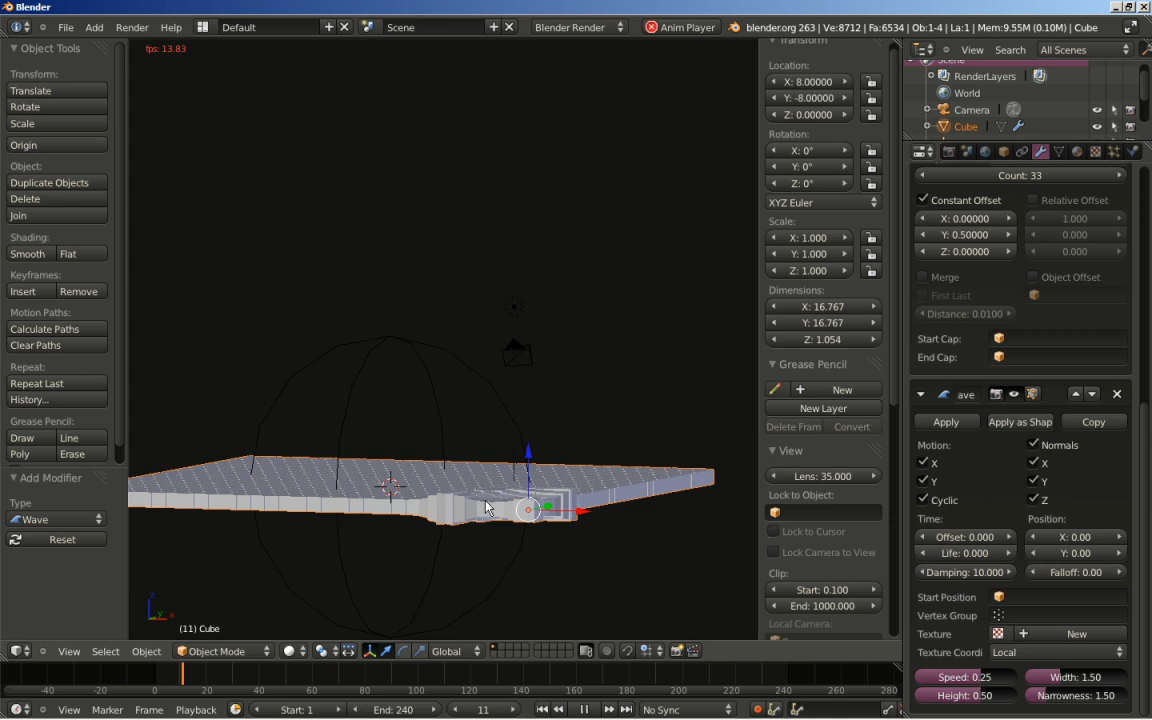 Blender
File Add Render Help Default Scene Blender Render Anim Player blender.org 263 | Ve:8712 | Fa:6534 | Ob:1-4 | La:1 | Mem:9.55M (0.10M) | Cube
Object Tools
Transform:
Translate
Rotate
Scale
Origin
Object:
Duplicate Objects
Delete
Join
Shading:
Smooth Flat
Keyframes:
Insert Remove
Motion Paths:
Calculate Paths
Clear Paths
Repeat:
Repeat Last
History...
Grease Pencil:
Draw Line
Poly Erase
Add Modifier
Type
Wave
Reset
fps: 13.83
z
y x
(11) Cube
Transform
Location:
X: 8.00000
Y: -8.00000
Z: 0.00000
Rotation:
X: 0°
Y: 0°
Z: 0°
XYZ Euler
Scale:
X: 1.000
Y: 1.000
Z: 1.000
Dimensions:
X: 16.767
Y: 16.767
Z: 1.054
Grease Pencil
New
New Layer
Delete Fram Convert
View
Lens: 35.000
Lock to Object:
Lock to Cursor
Lock Camera to View
Clip:
Start: 0.100
End: 1000.000
Local Camera:
View Search All Scenes
Scene
RenderLayers
World
Camera
Cube
Count: 33
Constant Offset Relative Offset
X: 0.00000 1.000
Y: 0.50000 0.000
Z: 0.00000 0.000
Merge Object Offset
First Last
Distance: 0.0100
Start Cap:
End Cap:
ave
Apply Apply as Shap Copy
Motion: Normals
X X
Y Y
Cyclic Z
Time: Position:
Offset: 0.000 X: 0.00
Life: 0.000 Y: 0.00
Damping: 10.000 Falloff: 0.00
Start Position
Vertex Group
Texture New
Texture Coordi Local
Speed: 0.25 Width: 1.50
Height: 0.50 Narrowness: 1.50
View Select Object Object Mode Global
-40 -20 0 20 40 60 80 100 120 140 160 180 200 220 240 260 280
View Marker Frame Playback Start: 1 End: 240 11 No Sync